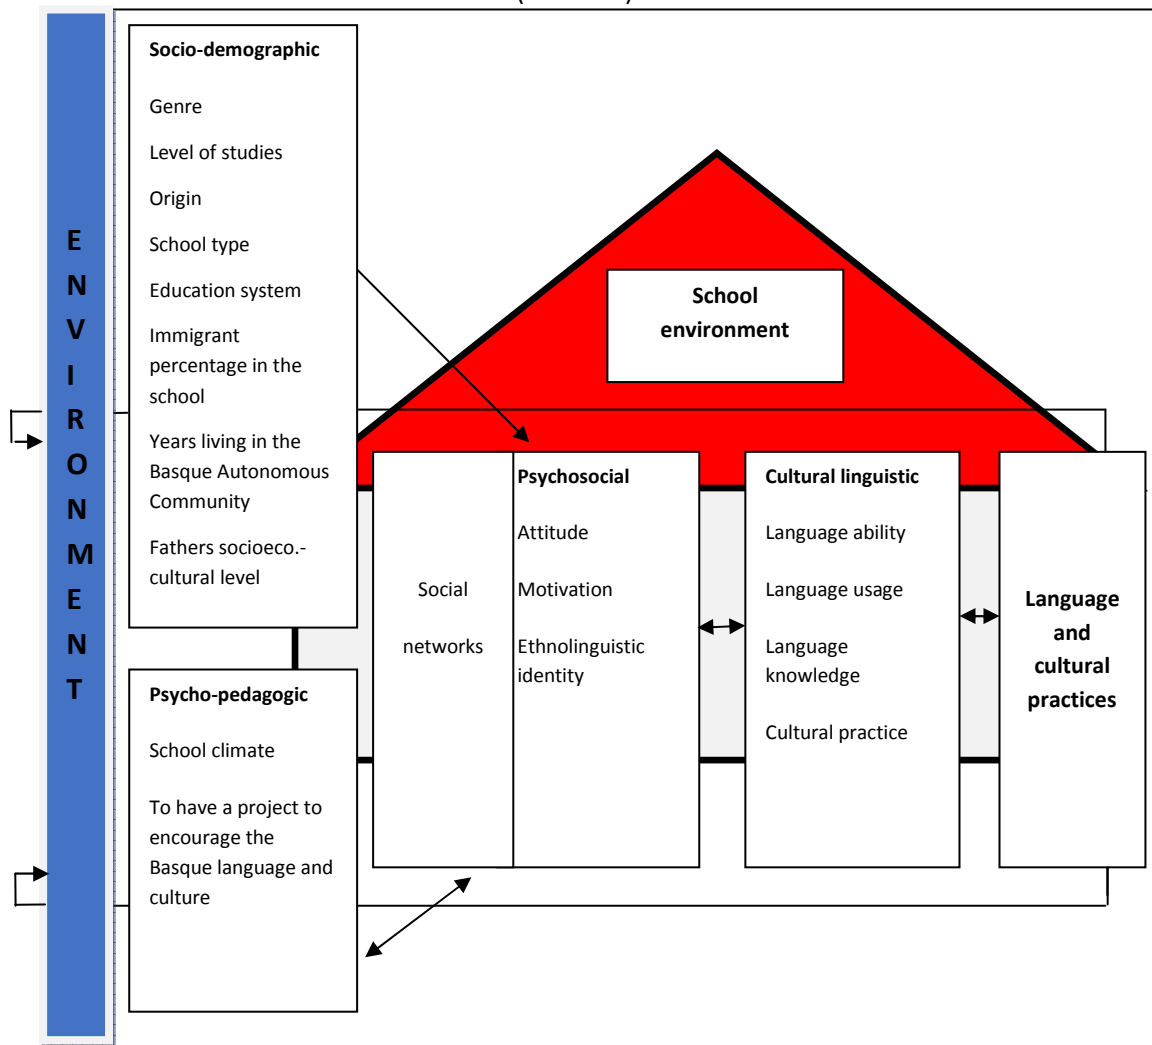 ENVIRONMENT
Socio-demographic
Genre
Level of studies
Origin
School type
Education system
Immigrant
percentage in the
school
Years living in the
Basque Autonomous
Community
Fathers socioeco.-
cultural level
Psycho-pedagogic
School climate
To have a project to
encourage the
Basque language and
culture
School
environment
Social
networks
Psychosocial
Attitude
Motivation
Ethnolinguistic
identity
Cultural linguistic
Language ability
Language usage
Language
knowledge
Cultural practice
Language
and
cultural
practices